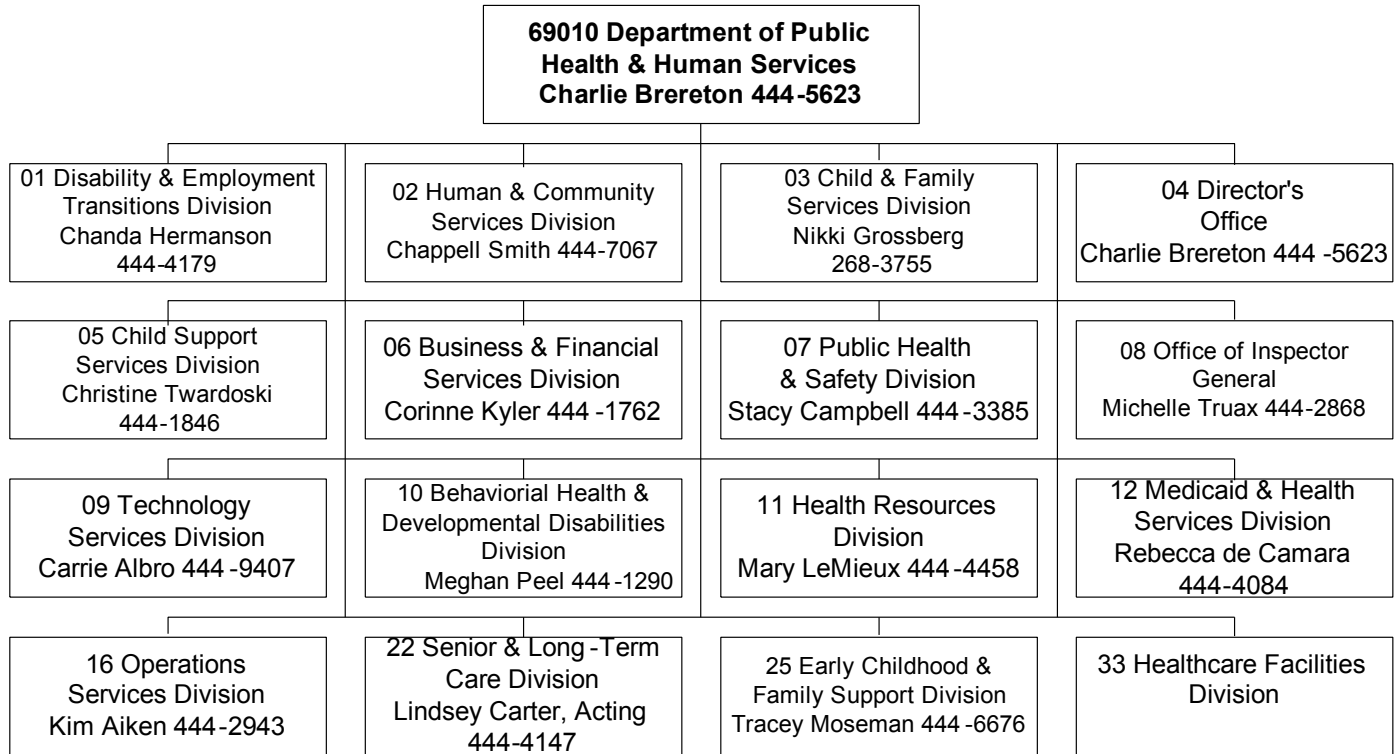 69010 Department of Public
Health & Human Services
Charlie Brereton 444-5623
01 Disability & Employment
Transitions Division
Chanda Hermanson
444-4179
02 Human & Community
Services Division
Chappell Smith 444-7067
03 Child & Family
Services Division
Nikki Grossberg
268-3755
04 Director's
Office
Charlie Brereton 444-5623
05 Child Support
Services Division
Christine Twardoski
444-1846
06 Business & Financial
Services Division
Corinne Kyler 444-1762
07 Public Health
& Safety Division
Stacy Campbell 444-3385
08 Office of Inspector
General
Michelle Truax 444-2868
09 Technology
Services Division
Carrie Albro 444-9407
10 Behaviorial Health &
Developmental Disabilities
Division
Meghan Peel 444-1290
11 Health Resources
Division
Mary LeMieux 444-4458
12 Medicaid & Health
Services Division
Rebecca de Camara
444-4084
16 Operations
Services Division
Kim Aiken 444-2943
22 Senior & Long-Term
Care Division
Lindsey Carter, Acting
444-4147
25 Early Childhood &
Family Support Division
Tracey Moseman 444-6676
33 Healthcare Facilities
Division